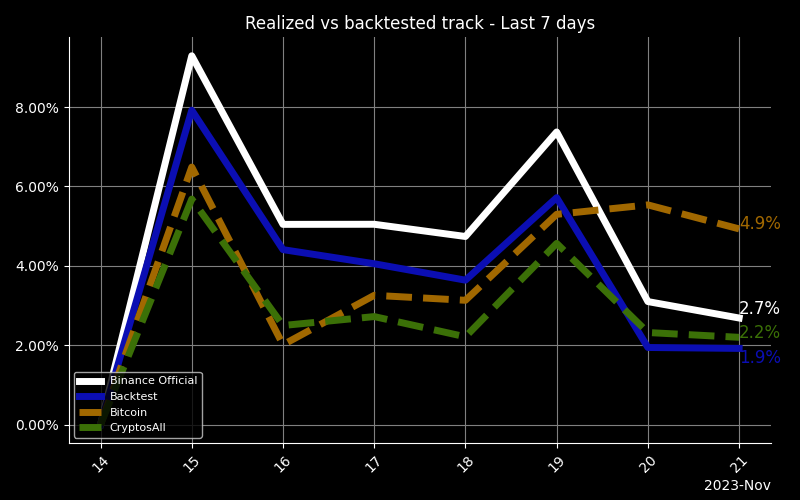 Realized vs backtested track - Last 7 days
8.00%
6.00%
4.00%
2.00%
0.00%
4.9%
2.7%
2.2%
1.9%
Binance Official
Backtest
Bitcoin
CryptosAll
14
15
16
17
18
19
20
21
2023-Nov